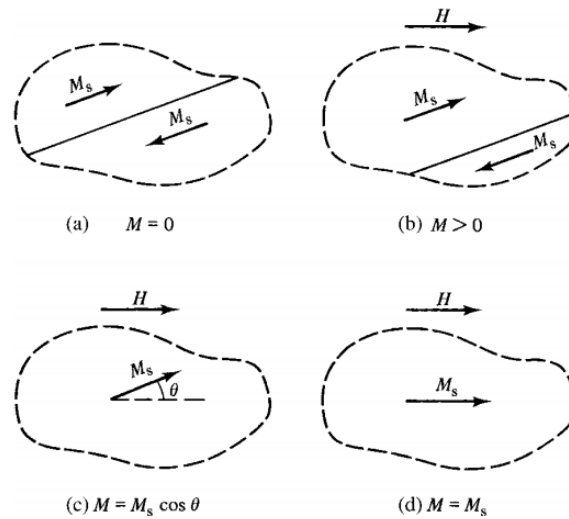 M_s
M_s
(a) M = 0
H
M_s
M_s
(b) M > 0
H
M_s
θ
(c) M = M_s cos θ
H
M_s
(d) M = M_s